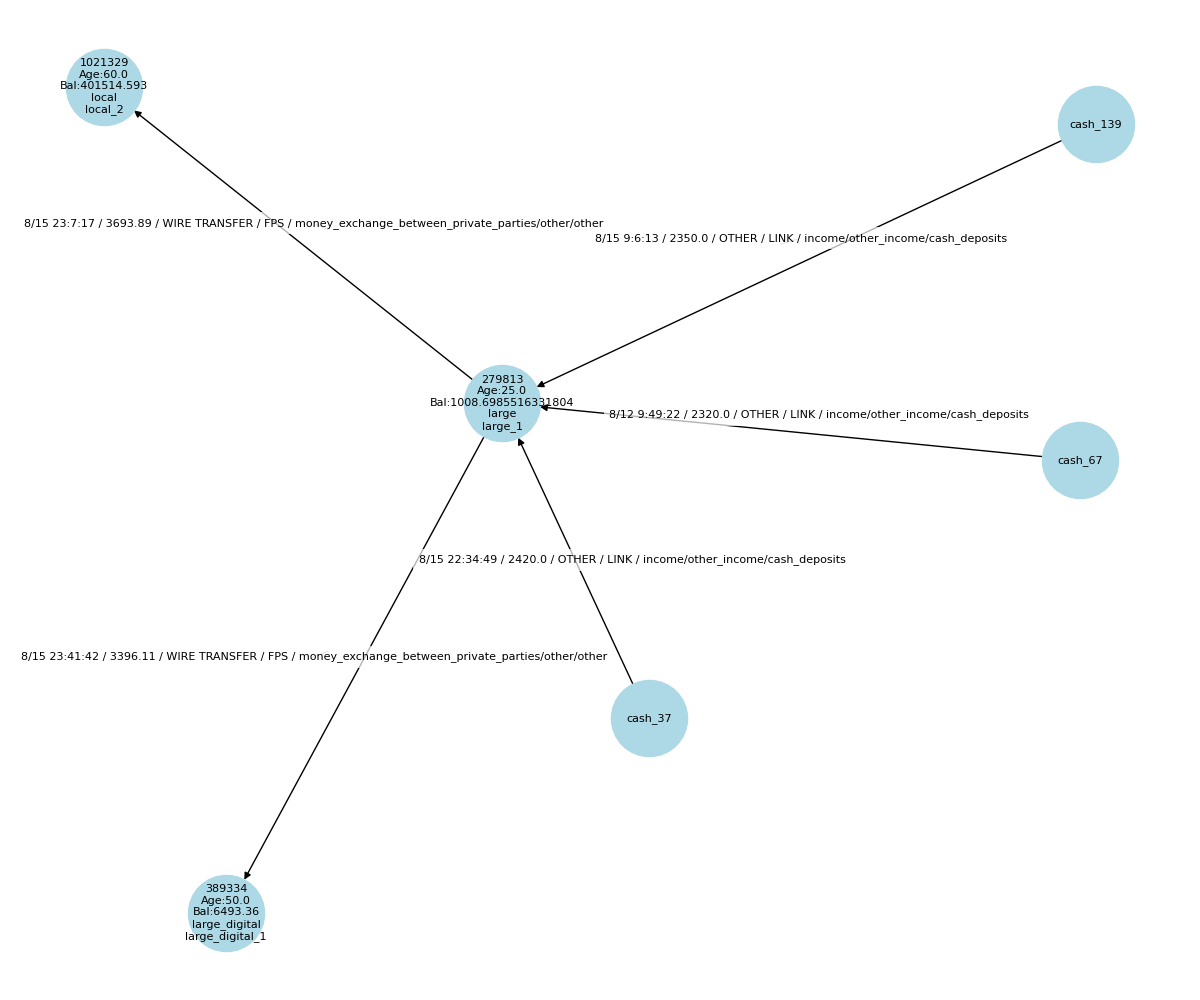 1021329
Age:60.0
Bal:401514.593
local
local_2
cash_139
8/15 23:7:17 / 3693.89 / WIRE TRANSFER / FPS / money_exchange_between_private_parties/other/other
8/15 9:6:13 / 2350.0 / OTHER / LINK / income/other_income/cash_deposits
279813
Age:25.0
Bal:1008.6985516331804
large
large_1
8/12 9:49:22 / 2320.0 / OTHER / LINK / income/other_income/cash_deposits
cash_67
8/15 22:34:49 / 2420.0 / OTHER / LINK / income/other_income/cash_deposits
8/15 23:41:42 / 3396.11 / WIRE TRANSFER / FPS / money_exchange_between_private_parties/other/other
cash_37
389334
Age:50.0
Bal:6493.36
large_digital
large_digital_1